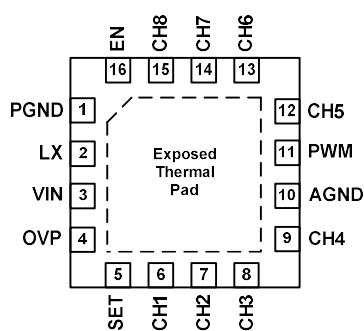 EN CH8 CH7 CH6
16 15 14 13
PGND 1 12 CH5
LX 2 11 PWM
VIN 3 10 AGND
OVP 4 9 CH4
Exposed
Thermal
Pad
5 6 7 8
SET CH1 CH2 CH3